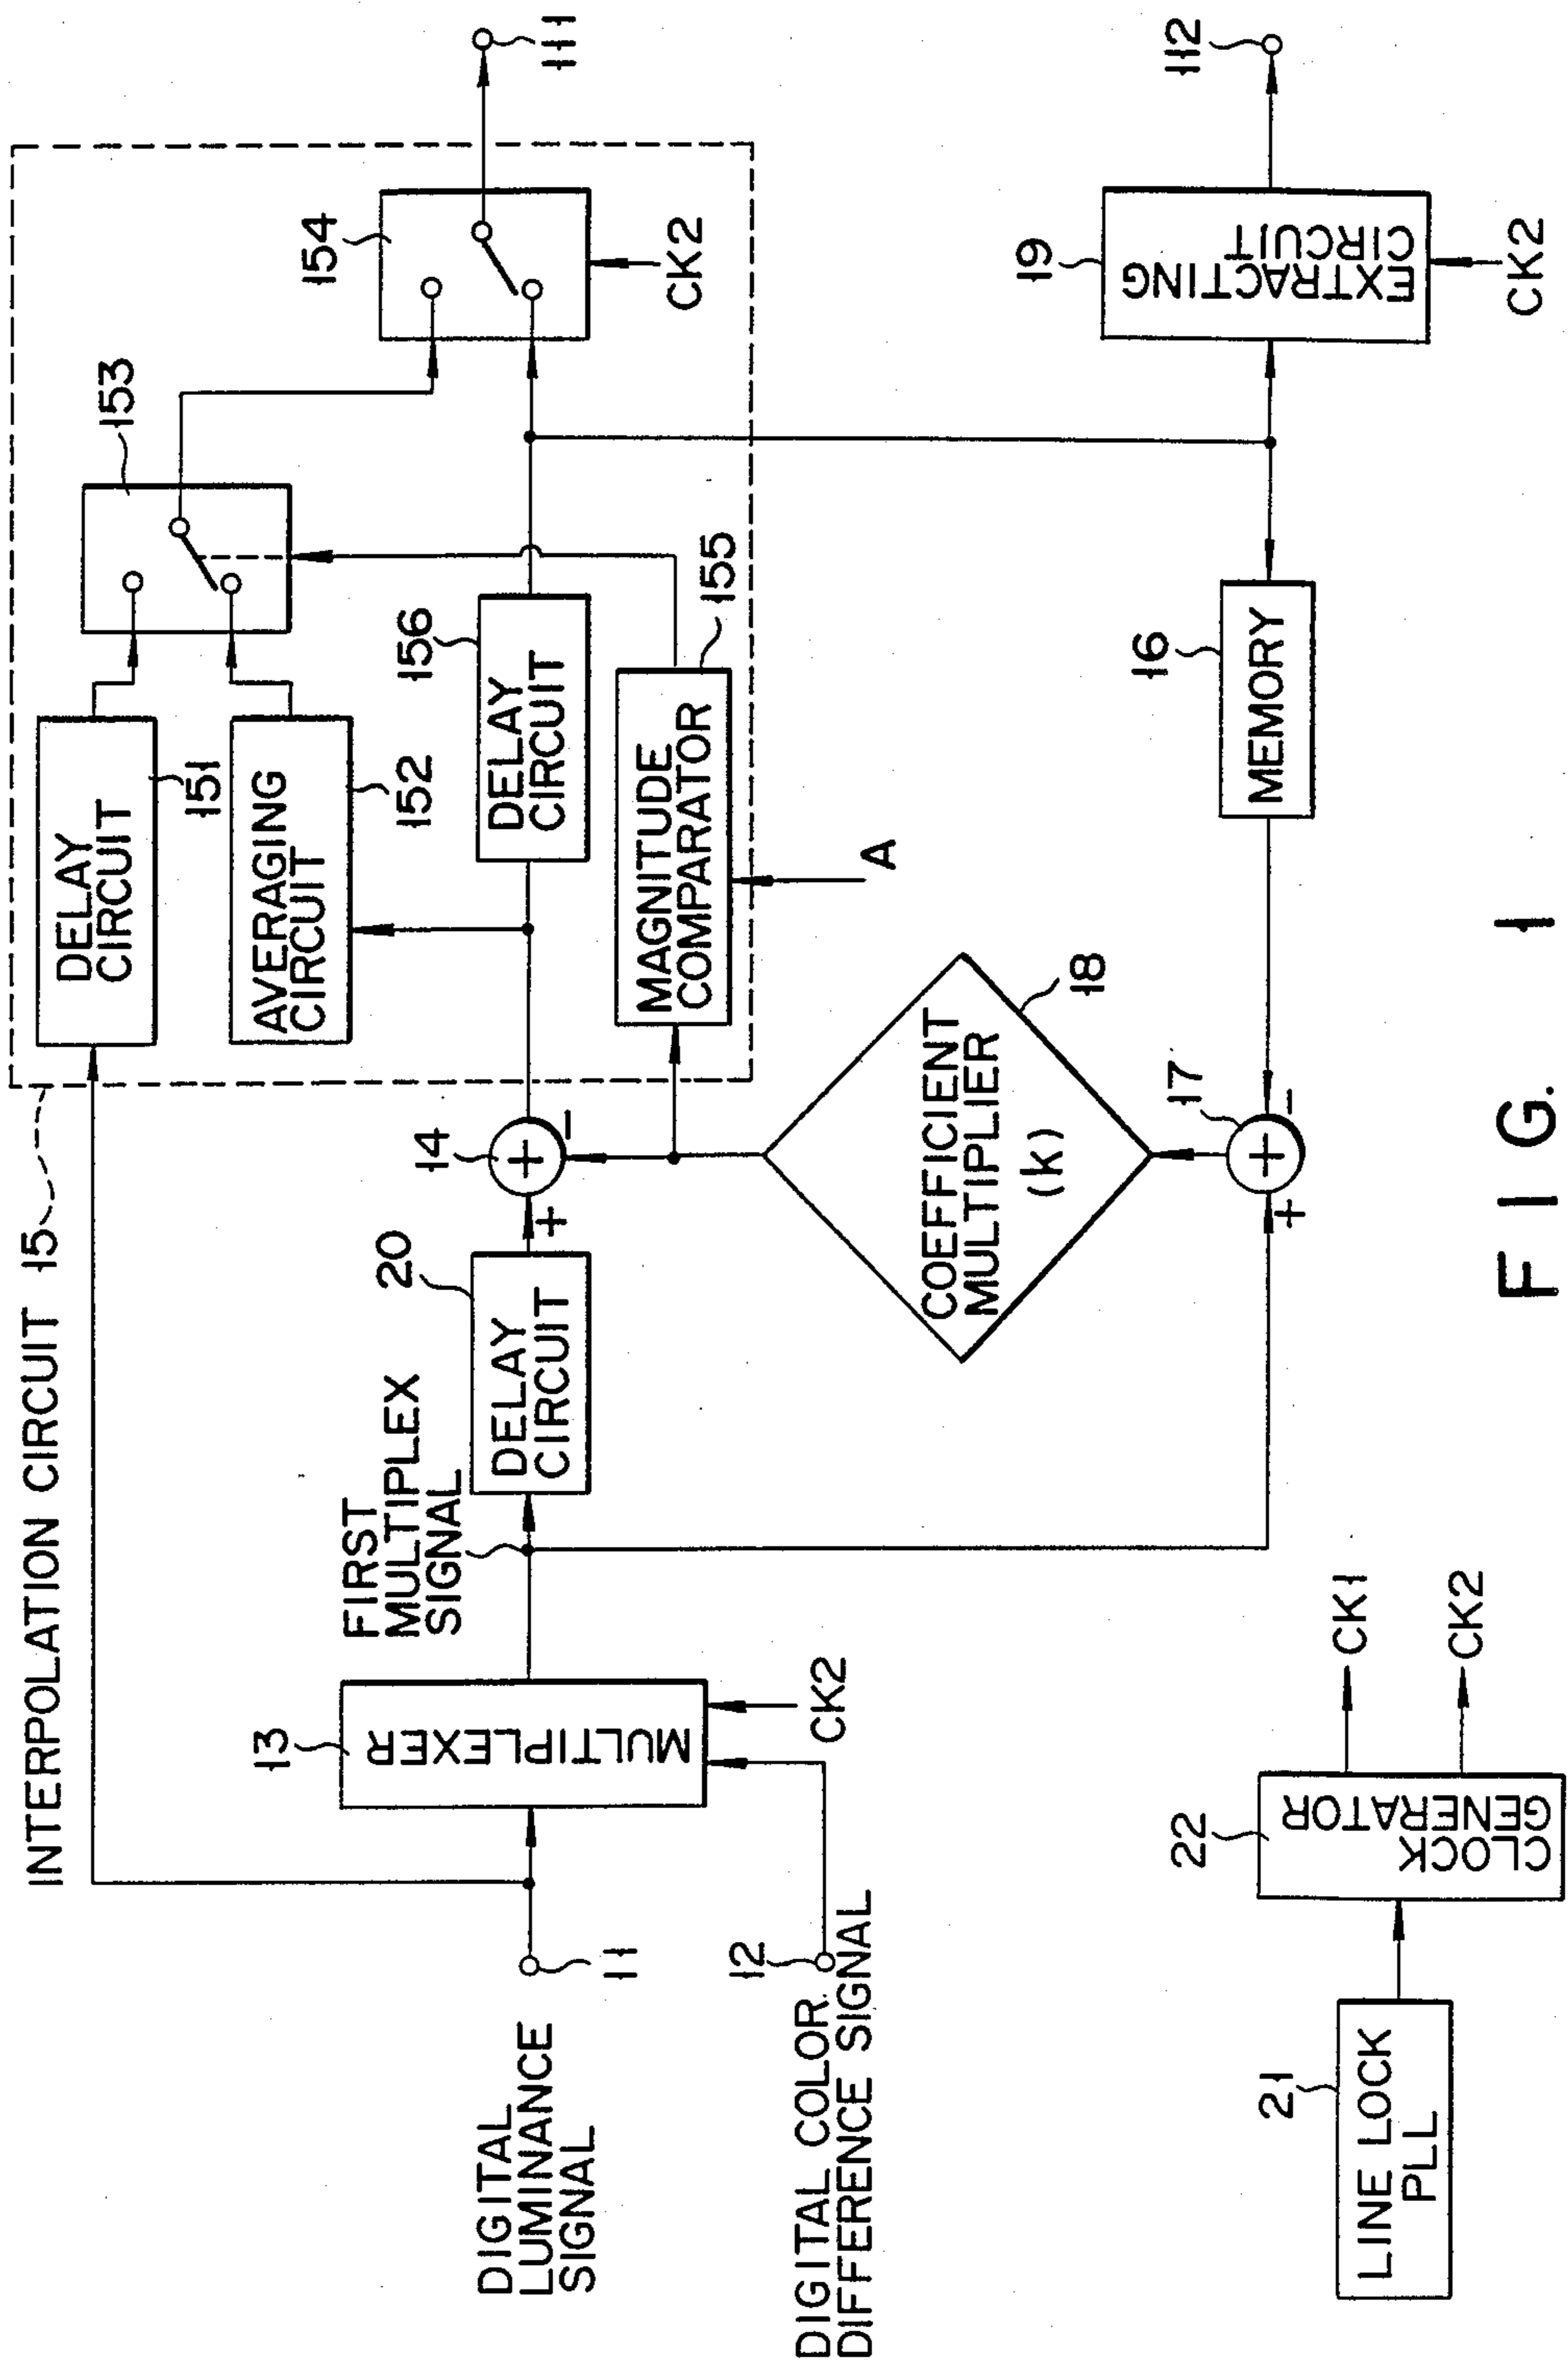 INTERPOLATION CIRCUIT 15
DELAY
CIRCUIT
151
AVERAGING
CIRCUIT
152
153
154
CK2
111
FIRST
MULTIPLEX
SIGNAL
20
DELAY
CIRCUIT
14
+
+
-
156
DELAY
CIRCUIT
DIGITAL
LUMINANCE
SIGNAL
11
13
MULTIPLEXER
CK2
12
DIGITAL COLOR
DIFFERENCE SIGNAL
MAGNITUDE
COMPARATOR
155
A
COEFFICIENT
MULTIPLIER
(k)
18
17
+
+
-
16
MEMORY
19
EXTRACTING
CIRCUIT
CK2
112
21
LINE LOCK
PLL
22
CLOCK
GENERATOR
CK1
CK2
FIG. 1